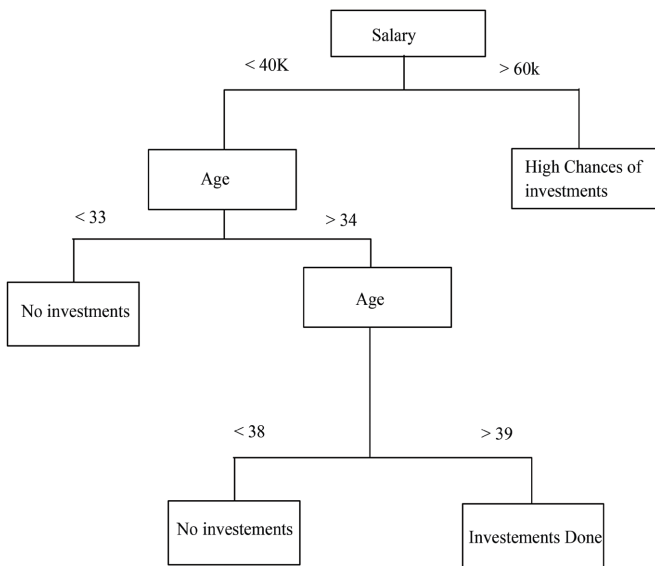 Salary
< 40K
> 60k
Age
High Chances of
investments
< 33
> 34
No investments
Age
< 38
> 39
No investements
Investements Done